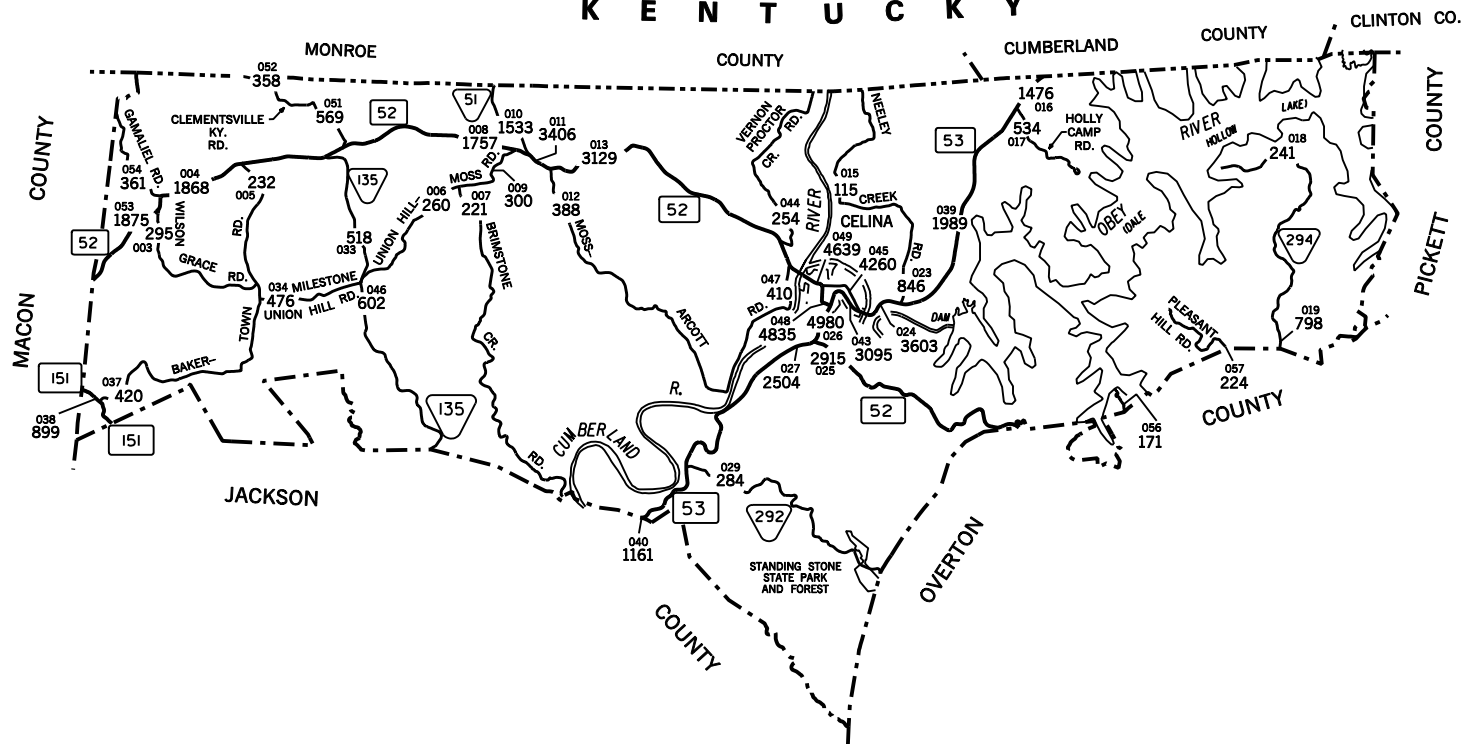 KENTUCKY
CLINTON CO.
MONROE
COUNTY
CUMBERLAND
COUNTY
COUNTY
PICKETT
COUNTY
MACON
052
358
051
569
CLEMENTSVILLE
KY.
RD.
52
51
008
1757
010
1533
011
3406
013
3129
GAMALIEL RD.
054
361
004
1868
232
005
135
053
1875
295
003
WILSON
52
GRACE
RD.
RD.
518
033
UNION HILL-
006
260
MOSS RD.
007
221
009
300
012
388
MOSS-
ARCOTT
RD.
52
034
476
MILESTONE
UNION HILL RD.
046
602
BRIMSTONE
CR.
RD.
TOWN
BAKER-
151
037
420
038
899
151
135
JACKSON
VERNON
PROCTOR
RD.
CR.
044
254
RIVER
NEELEY
015
115
CREEK
RD
CELINA
049
4639
045
4260
023
846
047
410
048
4835
4980
026
2915
025
043
3095
024
3603
DAM
027
2504
52
53
1476
016
534
017
HOLLY
CAMP
RD.
039
1989
OBEY
(DALE
RIVER
HOLLOW
LAKE)
018
241
294
019
798
PLEASANT
HILL RD.
057
224
COUNTY
056
171
R.
CUMBERLAND
029
284
53
292
040
1161
STANDING STONE
STATE PARK
AND FOREST
OVERTON
COUNTY